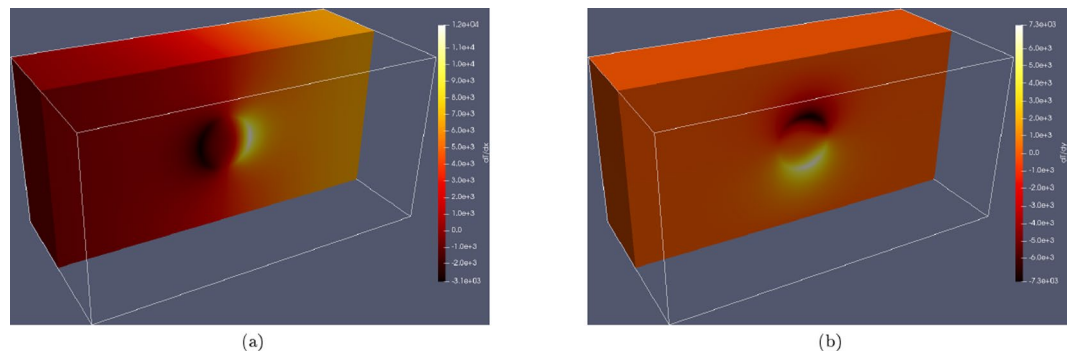 1.2e+04
1.1e+4
1.0e+4
9.0e+3
8.0e+3
7.0e+3
6.0e+3
5.0e+3
4.0e+3
3.0e+3
2.0e+3
1.0e+3
0.0
-1.0e+3
-2.0e+3
-3.1e+03
dT/dx
7.3e+03
6.0e+3
5.0e+3
4.0e+3
3.0e+3
2.0e+3
1.0e+3
0.0
-1.0e+3
-2.0e+3
-3.0e+3
-4.0e+3
-5.0e+3
-6.0e+3
-7.3e+03
dT/dy
(a)
(b)